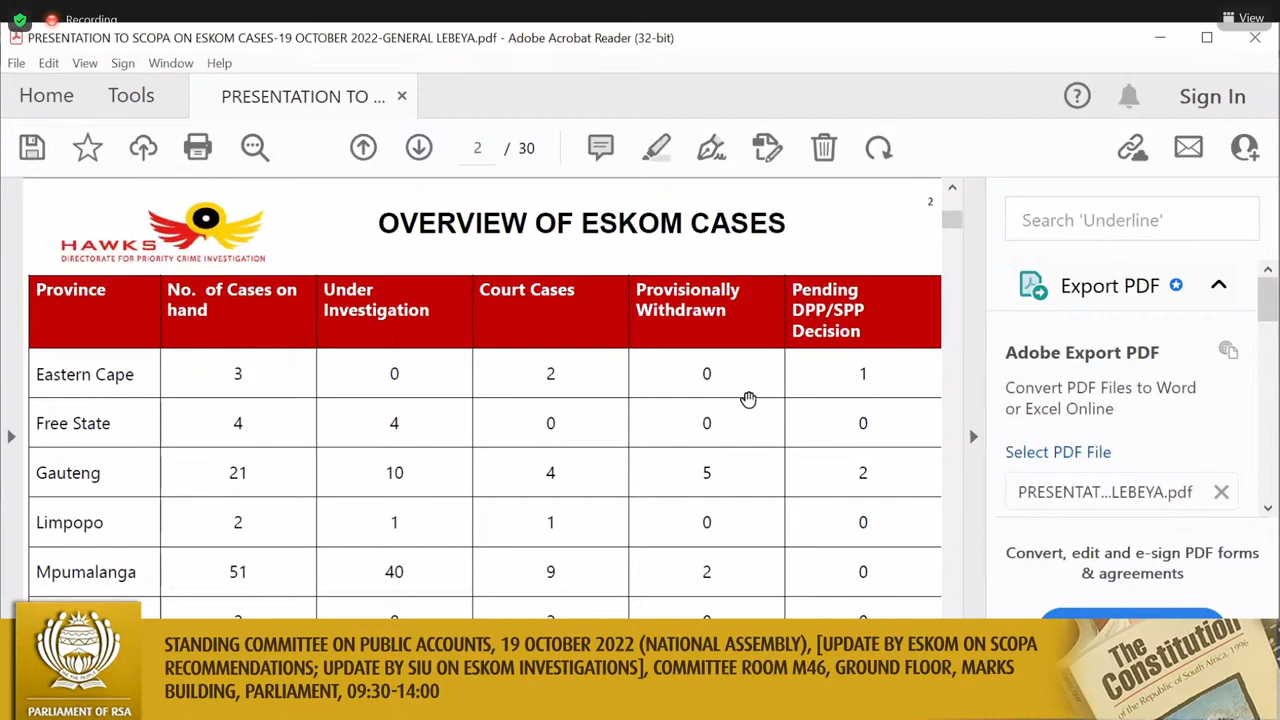 Recording
View
PRESENTATION TO SCOPA ON ESKOM CASES-19 OCTOBER 2022-GENERAL LEBEYA.pdf - Adobe Acrobat Reader (32-bit)
File Edit View Sign Window Help
Home Tools PRESENTATION TO ... Sign In
2 / 30
2
HAWKS
DIRECTORATE FOR PRIORITY CRIME INVESTIGATION
OVERVIEW OF ESKOM CASES
Province No. of Cases on hand Under Investigation Court Cases Provisionally Withdrawn Pending DPP/SPP Decision
Eastern Cape 3 0 2 0 1
Free State 4 4 0 0 0
Gauteng 21 10 4 5 2
Limpopo 2 1 1 0 0
Mpumalanga 51 40 9 2 0
Search 'Underline'
Export PDF
Adobe Export PDF
Convert PDF Files to Word
or Excel Online
Select PDF File
PRESENTAT...LEBEYA.pdf
Convert, edit and e-sign PDF forms
& agreements
STANDING COMMITTEE ON PUBLIC ACCOUNTS, 19 OCTOBER 2022 (NATIONAL ASSEMBLY), [UPDATE BY ESKOM ON SCOPA
RECOMMENDATIONS; UPDATE BY SIU ON ESKOM INVESTIGATIONS], COMMITTEE ROOM M46, GROUND FLOOR, MARKS
BUILDING, PARLIAMENT, 09:30-14:00
PARLIAMENT OF RSA
The
Constitution
of the Republic of South Africa, 1996